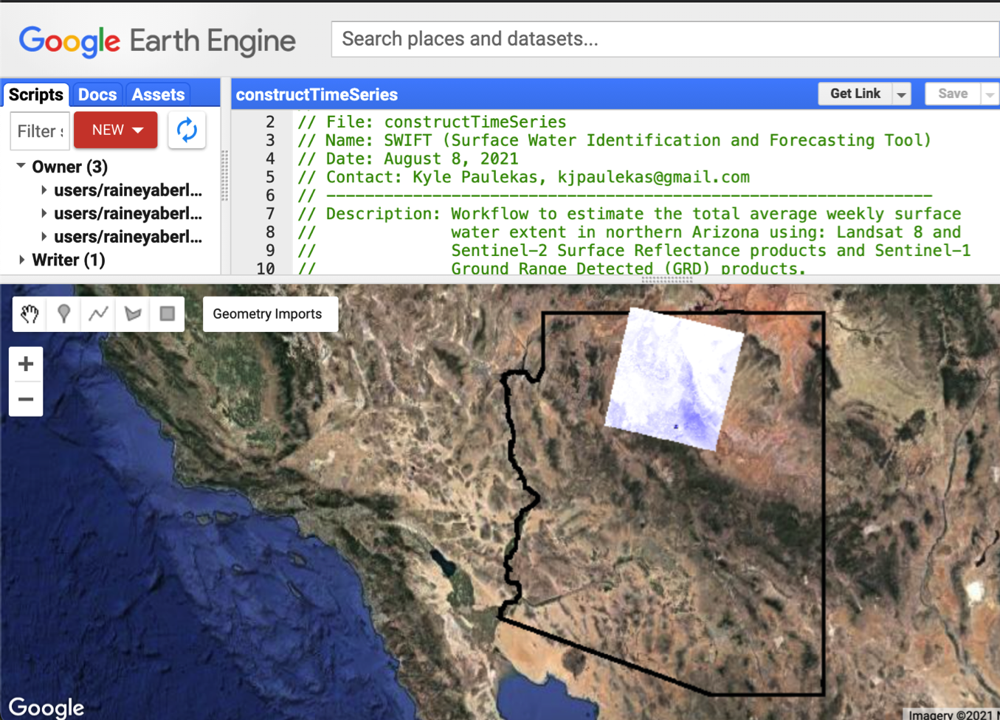 Google Earth Engine
Search places and datasets...
Scripts Docs Assets
constructTimeSeries
Get Link
Save
Filter
NEW
Owner (3)
users/raineyaberl...
users/raineyaberl...
users/raineyaberl...
Writer (1)
2 // File: constructTimeSeries
3 // Name: SWIFT (Surface Water Identification and Forecasting Tool)
4 // Date: August 8, 2021
5 // Contact: Kyle Paulekas, kjpaulekas@gmail.com
6 // ---------------------------------------------------------------
7 // Description: Workflow to estimate the total average weekly surface
8 // water extent in northern Arizona using: Landsat 8 and
9 // Sentinel-2 Surface Reflectance products and Sentinel-1
10 // Ground Range Detected (GRD) products.
Geometry Imports
+
−
Google
Imagery ©2021